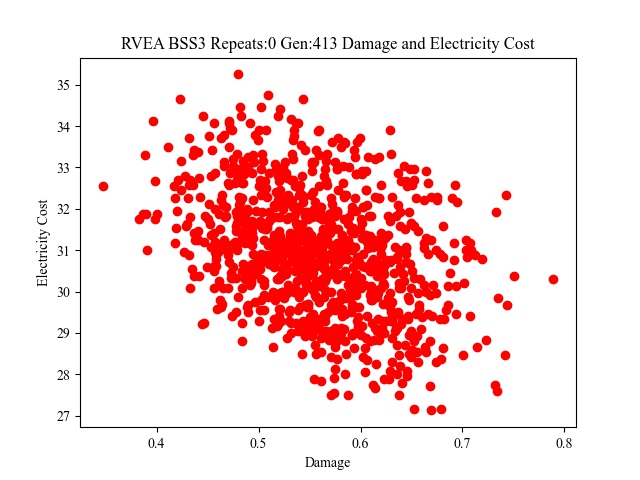 RVEA BSS3 Repeats:0 Gen:413 Damage and Electricity Cost
35
34
33
32
31
30
29
28
27
Electricity Cost
0.4 0.5 0.6 0.7 0.8
Damage